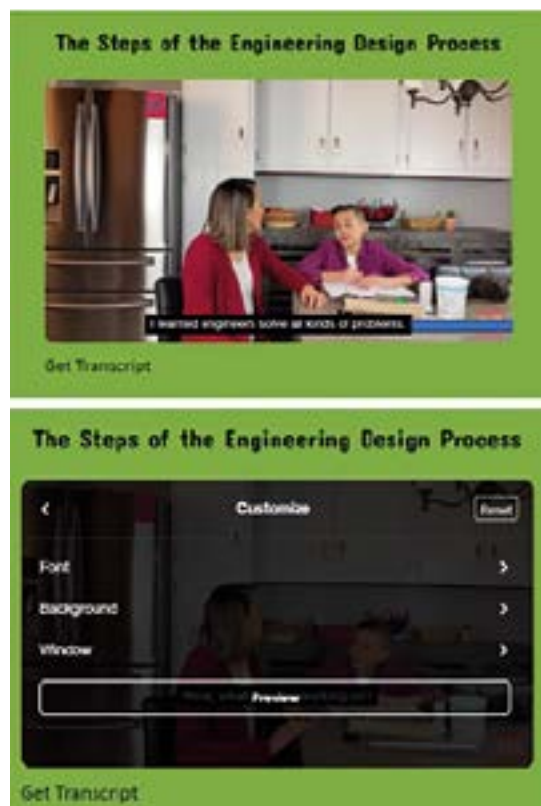 The Steps of the Engineering Design Process
I learned engineers solve all kinds of problems.
Get Transcript
The Steps of the Engineering Design Process
Customize
Reset
Font
Background
Window
Preview
Get Transcript